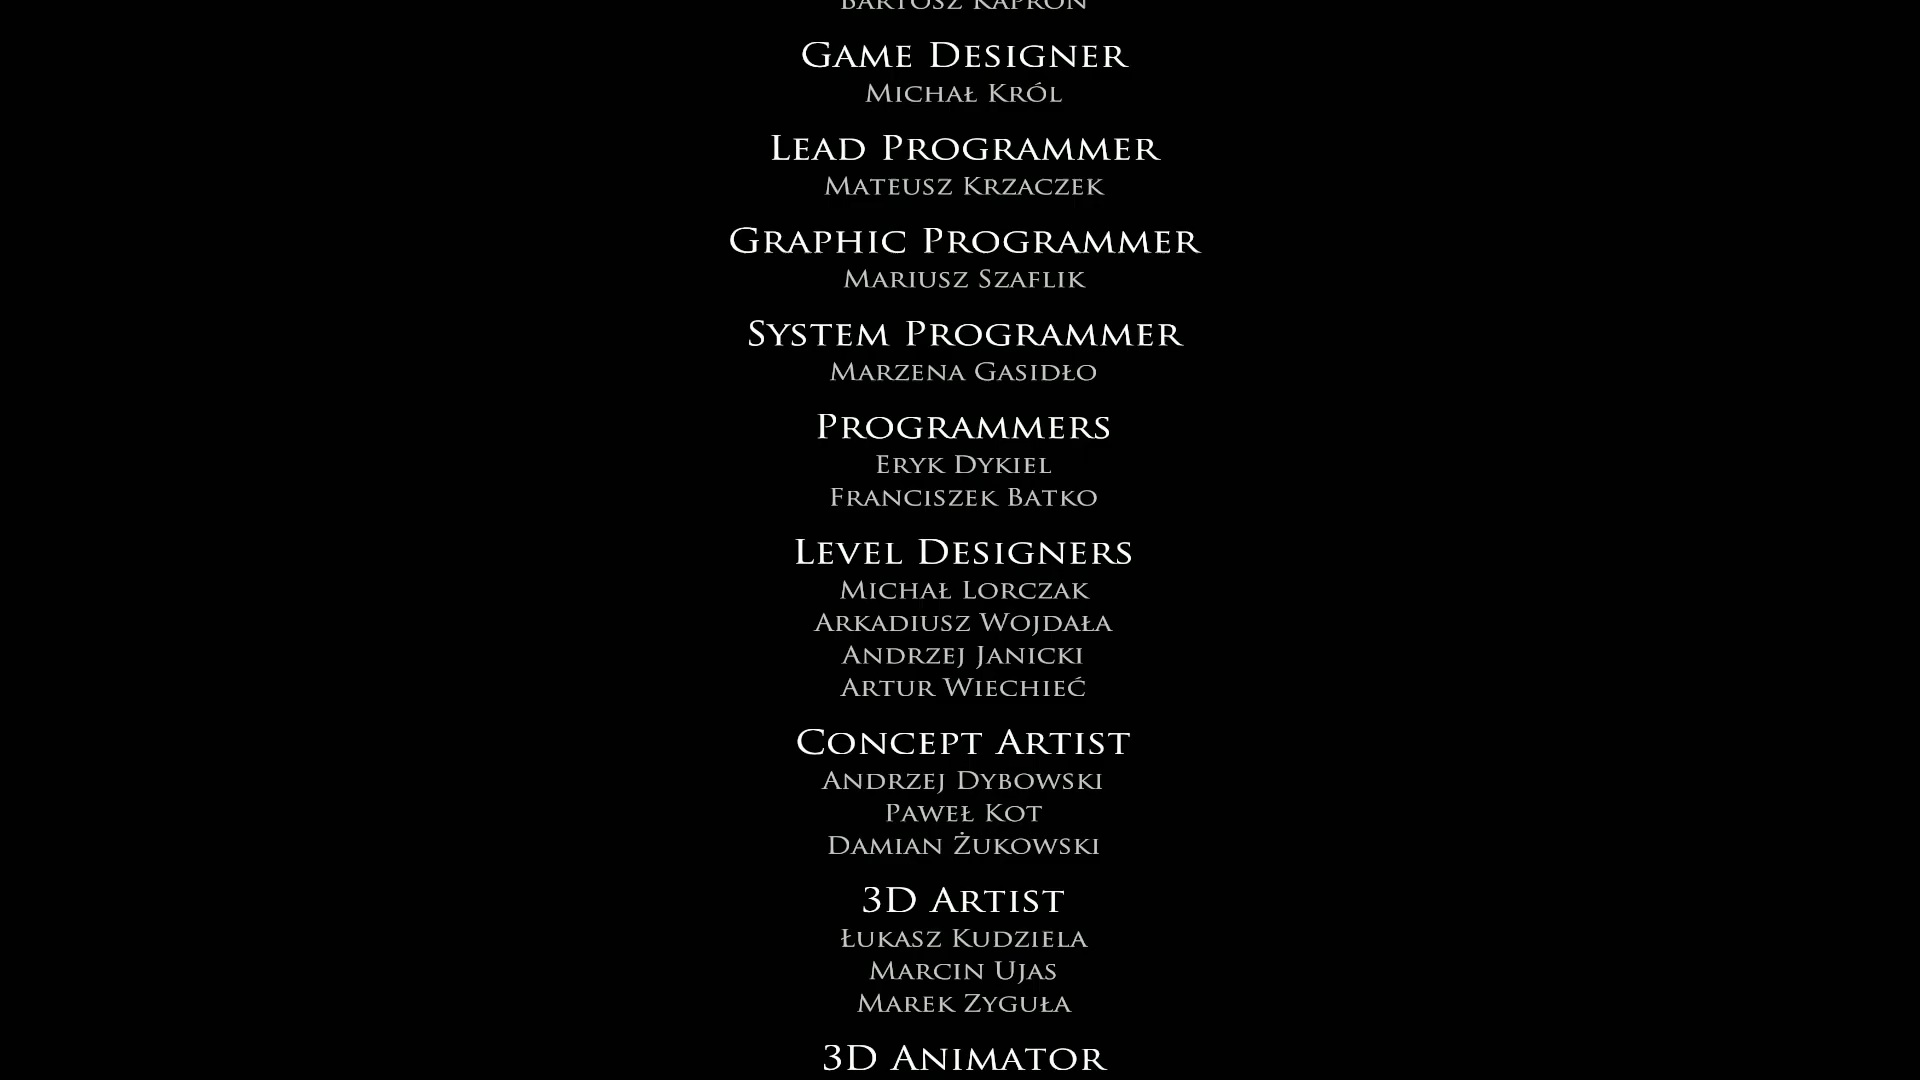 Bartosz Kapron
Game Designer
Michał Król
Lead Programmer
Mateusz Krzaczek
Graphic Programmer
Mariusz Szaflik
System Programmer
Marzena Gasidło
Programmers
Eryk Dykiel
Franciszek Batko
Level Designers
Michał Lorczak
Arkadiusz Wojdała
Andrzej Janicki
Artur Wiechieć
Concept Artist
Andrzej Dybowski
Paweł Kot
Damian Żukowski
3D Artist
Łukasz Kudziela
Marcin Ujas
Marek Zyguła
3D Animator